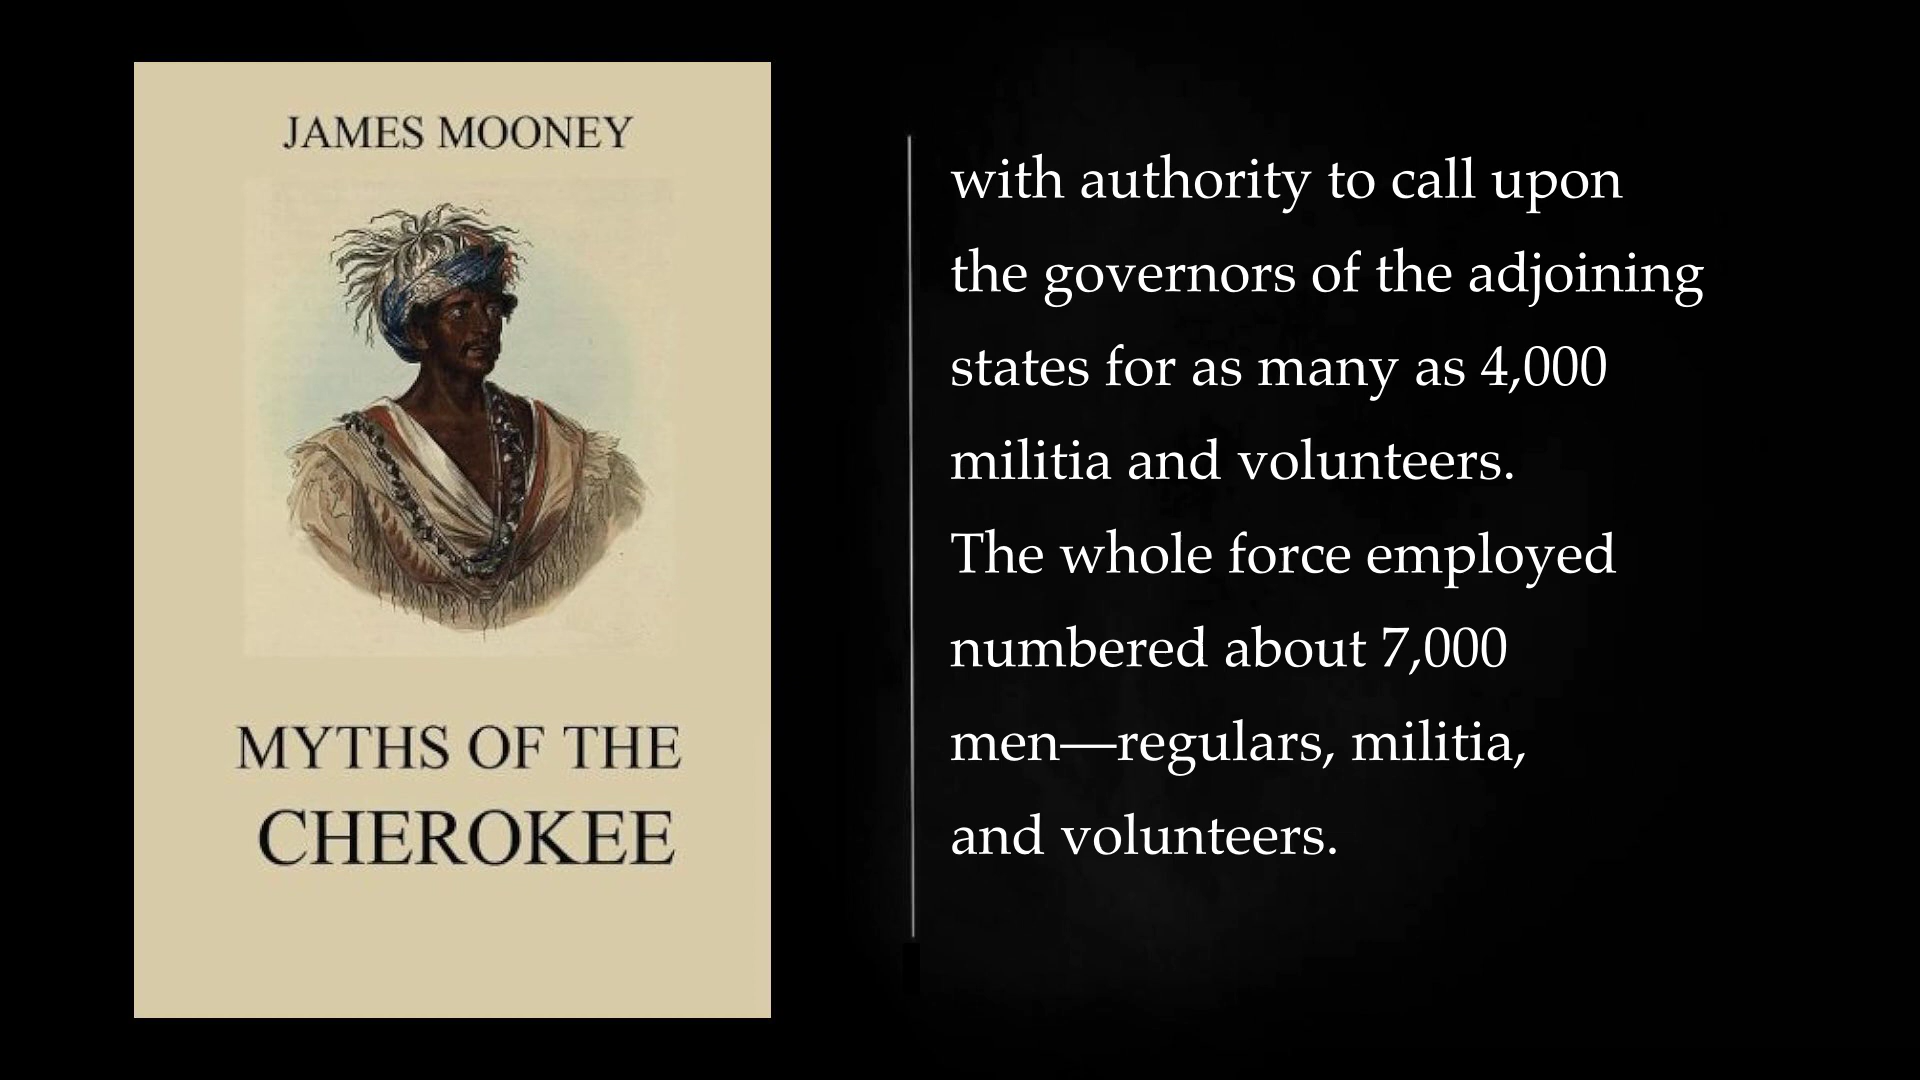 JAMES MOONEY
MYTHS OF THE
CHEROKEE
with authority to call upon
the governors of the adjoining
states for as many as 4,000
militia and volunteers.
The whole force employed
numbered about 7,000
men—regulars, militia,
and volunteers.